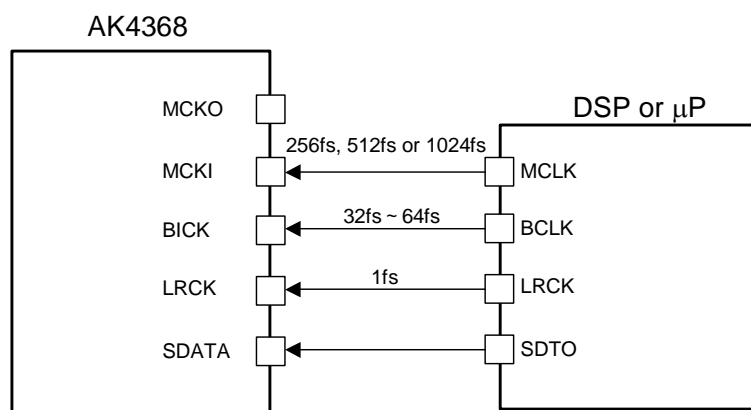 AK4368
DSP or μP
MCKO
256fs, 512fs or 1024fs
MCKI
MCLK
32fs ~ 64fs
BICK
BCLK
1fs
LRCK
LRCK
SDATA
SDTO